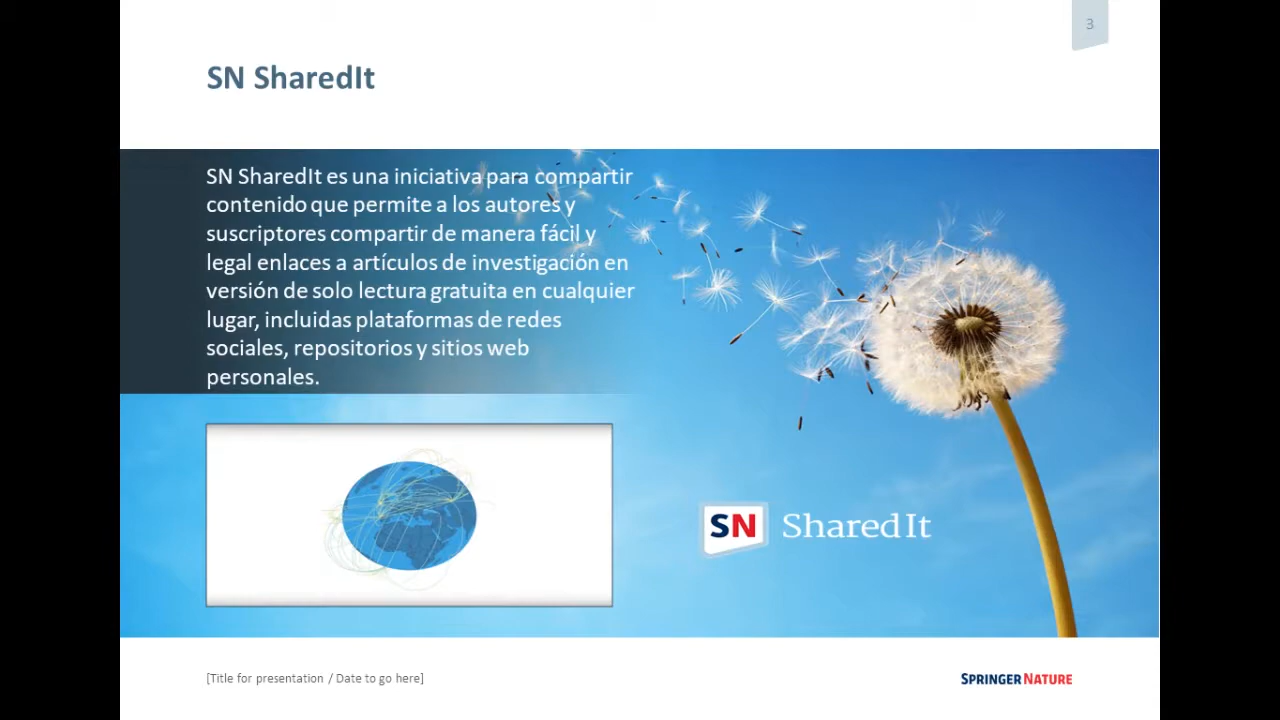 3
SN SharedIt
SN SharedIt es una iniciativa para compartir
contenido que permite a los autores y
suscriptores compartir de manera fácil y
legal enlaces a artículos de investigación en
versión de solo lectura gratuita en cualquier
lugar, incluidas plataformas de redes
sociales, repositorios y sitios web
personales.
SN SharedIt
[Title for presentation / Date to go here]
SPRINGER NATURE